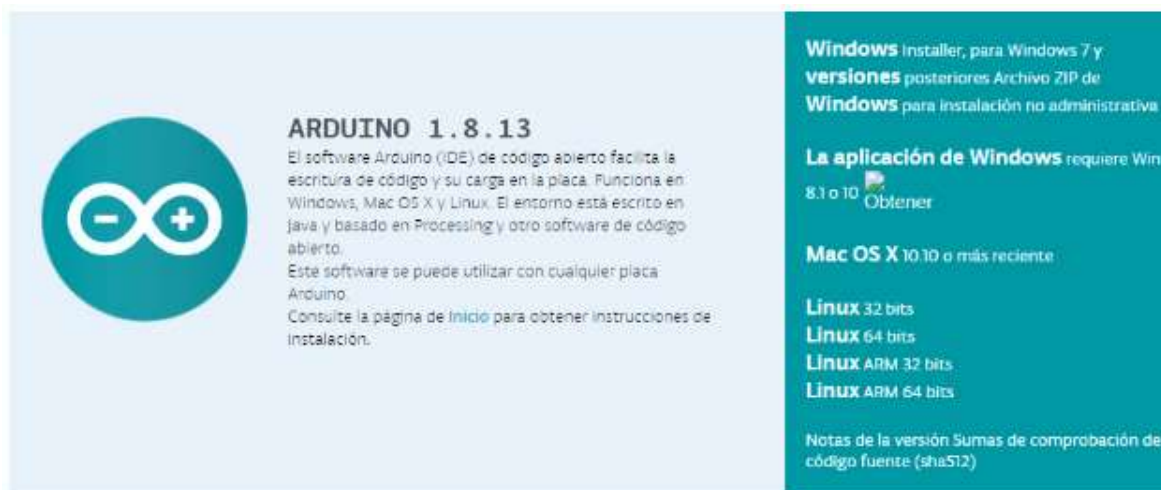 ARDUINO 1.8.13
El software Arduino (IDE) de código abierto facilita la
escritura de código y su carga en la placa. Funciona en
Windows, Mac OS X y Linux. El entorno está escrito en
Java y basado en Processing y otro software de código
abierto.
Este software se puede utilizar con cualquier placa
Arduino.
Consulte la página de Inicio para obtener instrucciones de
instalación.
Windows Installer, para Windows 7 y
versiones posteriores Archivo ZIP de
Windows para instalación no administrativa
La aplicación de Windows requiere Win
8.1 o 10 Obtener
Mac OS X 10.10 o más reciente
Linux 32 bits
Linux 64 bits
Linux ARM 32 bits
Linux ARM 64 bits
Notas de la versión Sumas de comprobación de
código fuente (sha512)